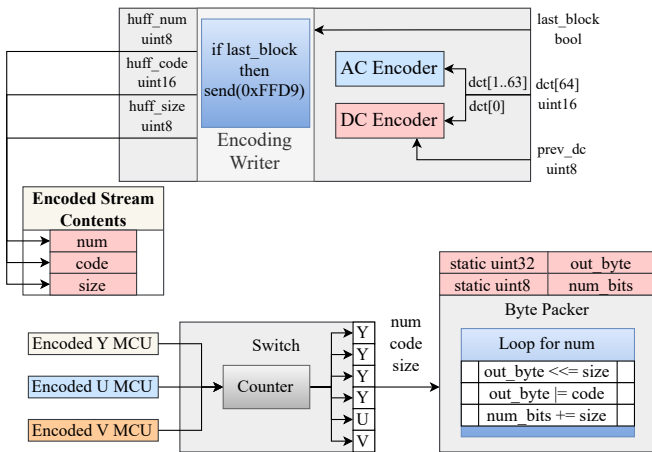 huff_num
uint8
huff_code
uint16
huff_size
uint8
if last_block
then
send(0xFFD9)
Encoding
Writer
AC Encoder
DC Encoder
dct[1..63]
dct[0]
last_block
bool
dct[64]
uint16
prev_dc
uint8
Encoded Stream
Contents
num
code
size
Encoded Y MCU
Encoded U MCU
Encoded V MCU
Switch
Counter
Y
Y
Y
Y
U
V
num
code
size
static uint32 out_byte
static uint8 num_bits
Byte Packer
Loop for num
out_byte <<= size
out_byte |= code
num_bits += size